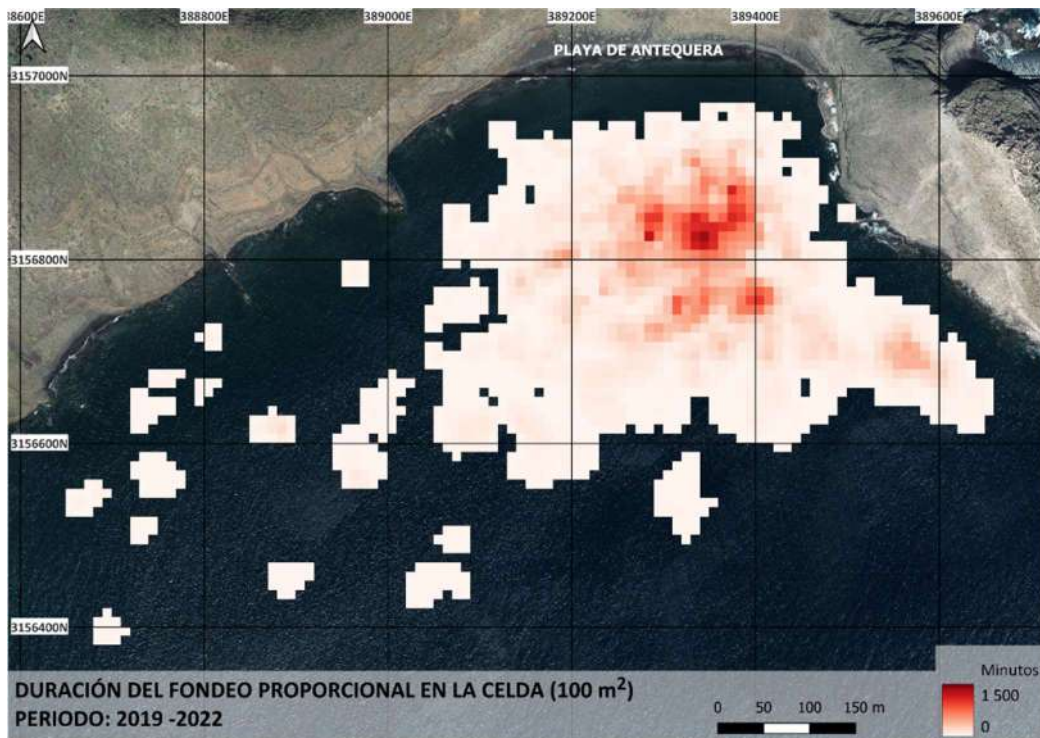 388600E 388800E 389000E 389200E 389400E 389600E
PLAYA DE ANTEQUERA
3157000N
3156800N
3156600N
3156400N
DURACIÓN DEL FONDEO PROPORCIONAL EN LA CELDA (100 m²)
PERIODO: 2019 -2022
0 50 100 150 m
Minutos
1 500
0